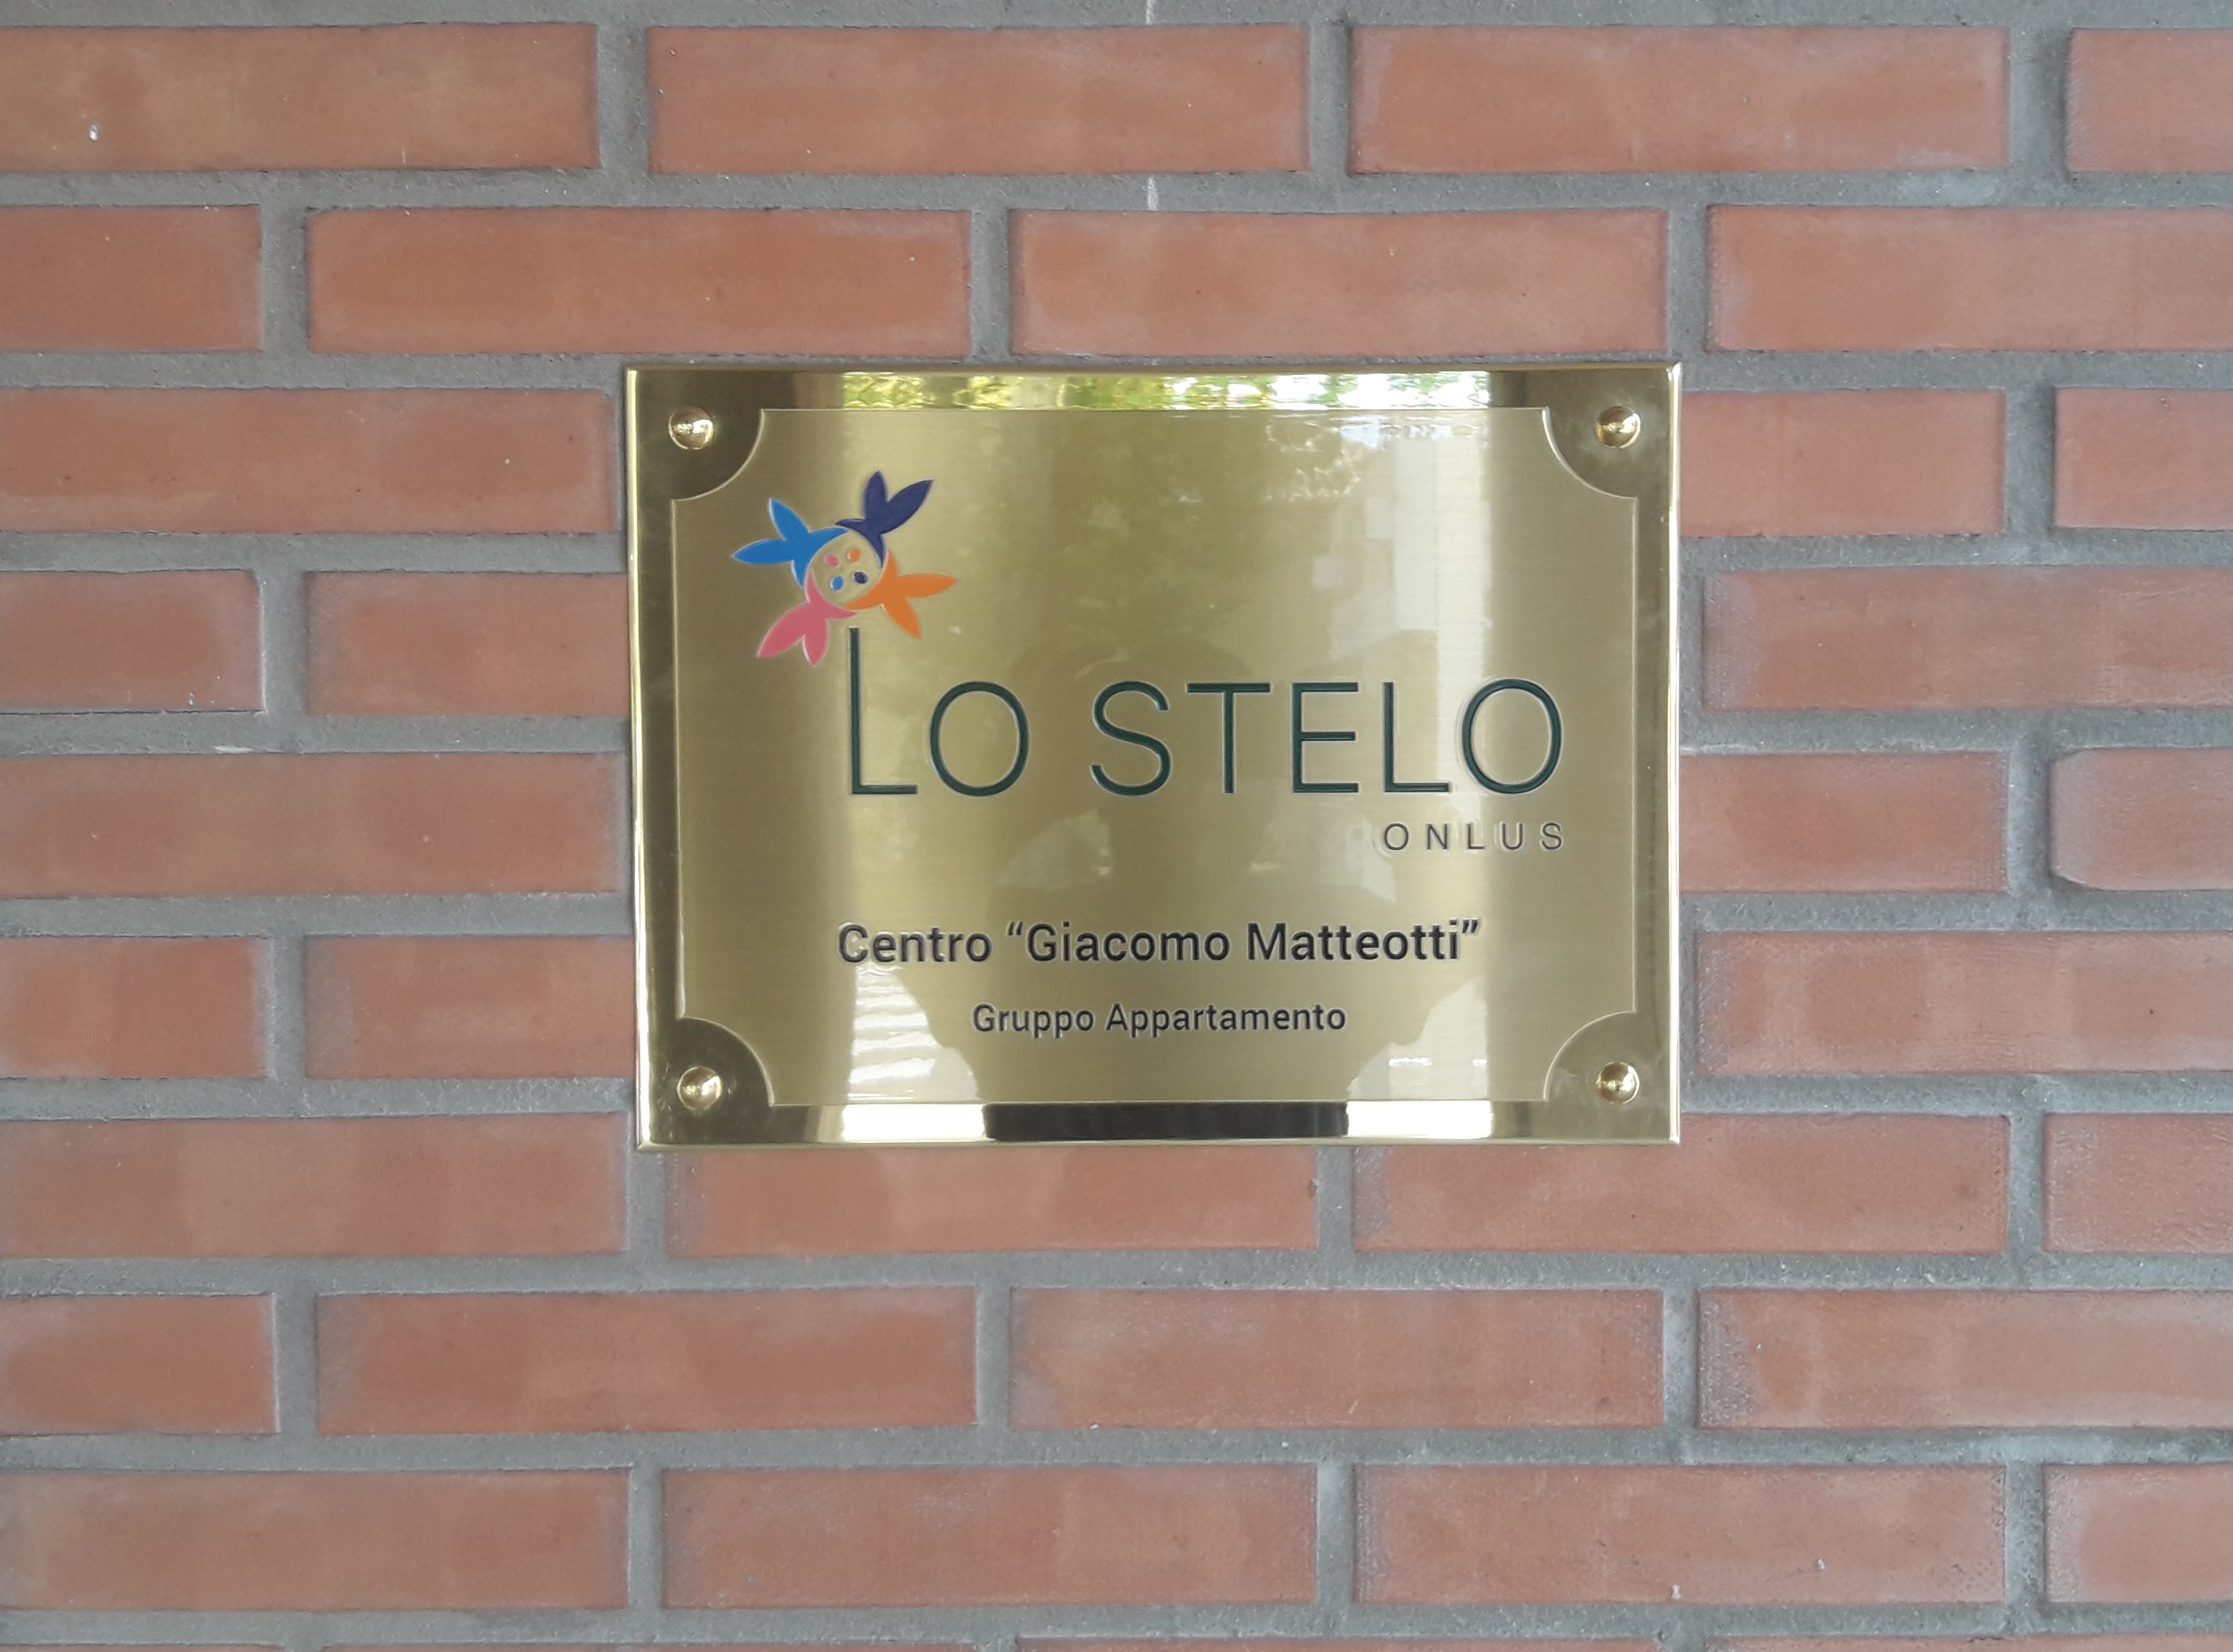 LO STELO
ONLUS
Centro “Giacomo Matteotti”
Gruppo Appartamento